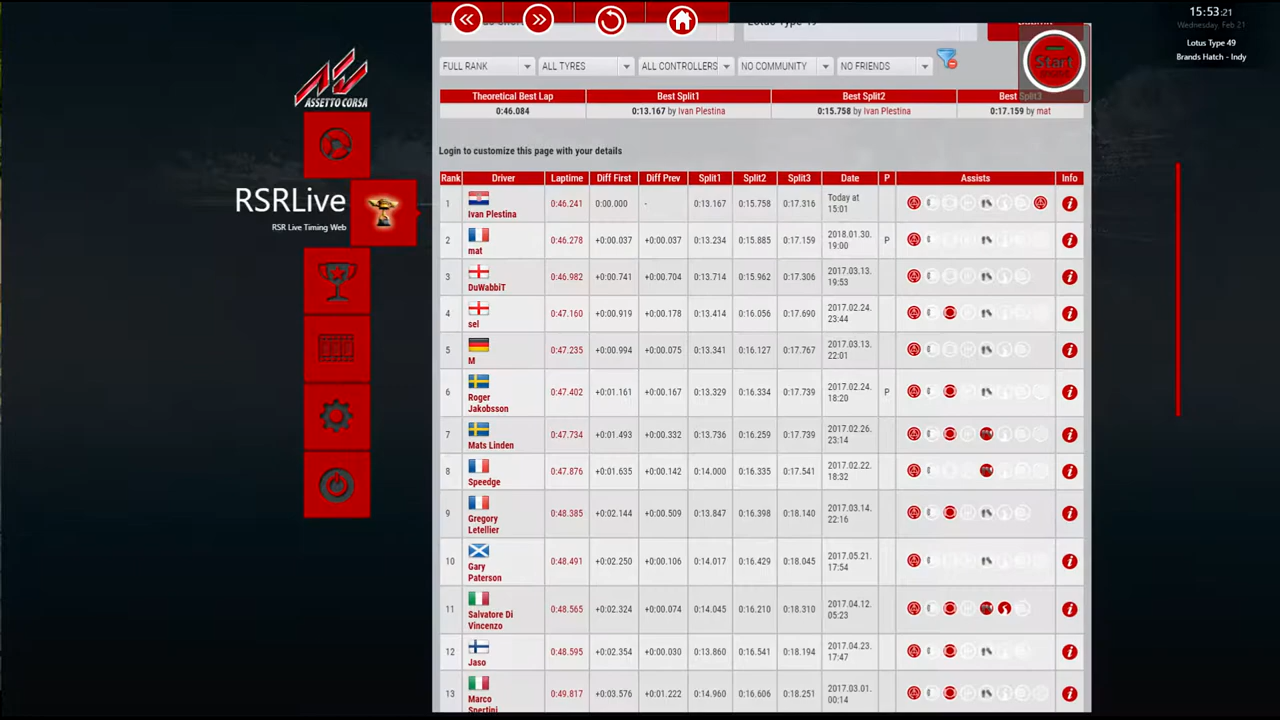 15:53:21
Wednesday, Feb 21
Lotus Type 49
Brands Hatch - Indy
ASSETTO CORSA
RSRLive
RSR Live Timing Web
Start
FULL RANK ALL TYRES ALL CONTROLLERS NO COMMUNITY NO FRIENDS
Theoretical Best Lap Best Split1 Best Split2 Best Split3
0:46.084 0:13.167 by Ivan Plestina 0:15.758 by Ivan Plestina 0:17.159 by mat
Login to customize this page with your details
Rank Driver Laptime Diff First Diff Prev Split1 Split2 Split3 Date P Assists Info
1 Ivan Plestina 0:46.241 0:00.000 - 0:13.167 0:15.758 0:17.316 Today at 15:01
2 mat 0:46.278 +0:00.037 +0:00.037 0:13.234 0:15.885 0:17.159 2018.01.30. 19:00 P
3 DuWabbiT 0:46.982 +0:00.741 +0:00.704 0:13.714 0:15.962 0:17.306 2017.03.13. 19:53
4 sel 0:47.160 +0:00.919 +0:00.178 0:13.414 0:16.056 0:17.690 2017.02.24. 23:44
5 M 0:47.235 +0:00.994 +0:00.075 0:13.341 0:16.127 0:17.767 2017.03.13. 22:01
6 Roger Jakobsson 0:47.402 +0:01.161 +0:00.167 0:13.329 0:16.334 0:17.739 2017.02.24. 18:20 P
7 Mats Linden 0:47.734 +0:01.493 +0:00.332 0:13.736 0:16.259 0:17.739 2017.02.26. 23:14
8 Speedge 0:47.876 +0:01.635 +0:00.142 0:14.000 0:16.335 0:17.541 2017.02.22. 18:32
9 Gregory Letellier 0:48.385 +0:02.144 +0:00.509 0:13.847 0:16.398 0:18.140 2017.03.14. 22:16
10 Gary Paterson 0:48.491 +0:02.250 +0:00.106 0:14.017 0:16.429 0:18.045 2017.05.21. 17:54
11 Salvatore Di Vincenzo 0:48.565 +0:02.324 +0:00.074 0:14.045 0:16.210 0:18.310 2017.04.12. 05:23
12 Jaso 0:48.595 +0:02.354 +0:00.030 0:13.860 0:16.541 0:18.194 2017.04.23. 17:47
13 Marco Spertini 0:49.817 +0:03.576 +0:01.222 0:14.960 0:16.606 0:18.251 2017.03.01. 00:14